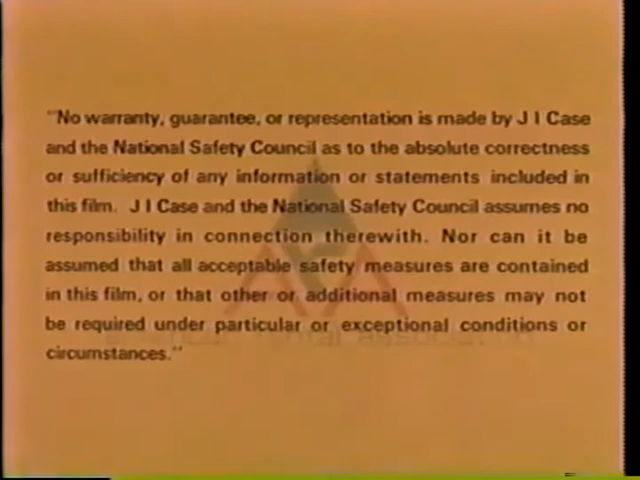 "No warranty, guarantee, or representation is made by J I Case
and the National Safety Council as to the absolute correctness
or sufficiency of any information or statements included in
this film. J I Case and the National Safety Council assumes no
responsibility in connection therewith. Nor can it be
assumed that all acceptable safety measures are contained
in this film, or that other or additional measures may not
be required under particular or exceptional conditions or
circumstances."